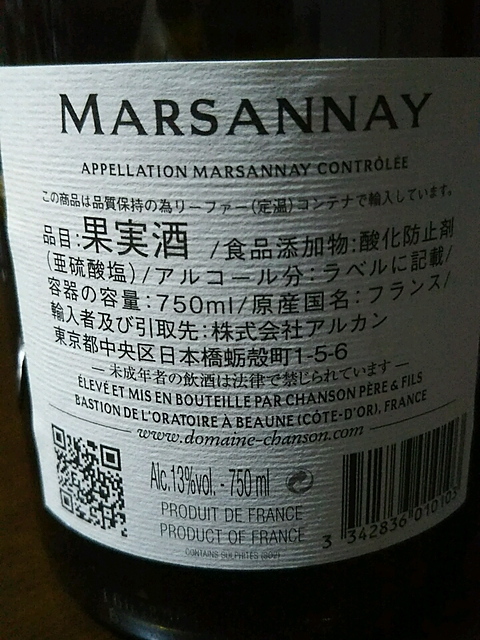 MARSANNAY
APPELLATION MARSANNAY CONTRÔLÉE
この商品は品質保持の為リーファー(定温)コンテナで輸入しています。
品目:果実酒 /食品添加物:酸化防止剤
(亜硫酸塩)/アルコール分:ラベルに記載/
容器の容量:750ml/原産国名:フランス/
輸入者及び引取先:株式会社アルカン
東京都中央区日本橋蛎殻町1-5-6
未成年者の飲酒は法律で禁じられています
ÉLEVÉ ET MIS EN BOUTEILLE PAR CHANSON PÈRE & FILS
BASTION DE L'ORATOIRE À BEAUNE (CÔTE-D'OR), FRANCE
www.domaine-chanson.com
Alc.13%vol. - 750 ml
PRODUIT DE FRANCE
PRODUCT OF FRANCE
CONTAINS SULPHITES (SO2)
3 342836 010103